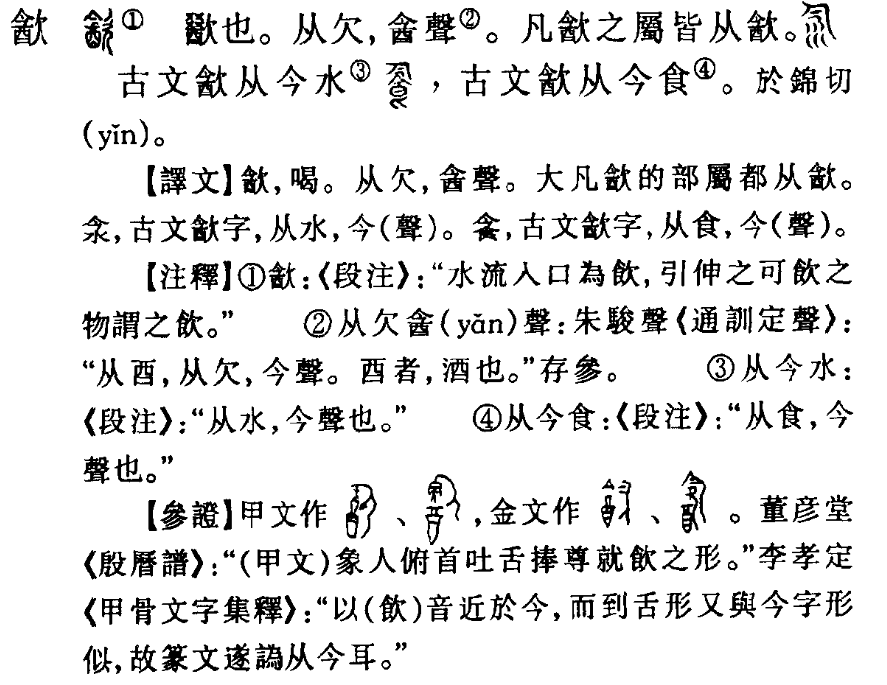 㱃 ① 歠也。从欠，酓聲②。凡㱃之屬皆从㱃。
古文㱃从今水③，古文㱃从今食④。於錦切
(yǐn)。
【譯文】㱃，喝。从欠，酓聲。大凡㱃的部屬都从㱃。
㳄，古文㱃字，从水，今(聲)。𩚜，古文㱃字，从食，今(聲)。
【注釋】①㱃：《段注》：“水流入口為飲，引伸之可飲之
物謂之飲。” ②从欠酓(yǎn)聲：朱駿聲《通訓定聲》：
“从酉，从欠，今聲。酉者，酒也。”存參。 ③从今水：
《段注》：“从水，今聲也。” ④从今食：《段注》：“从食，今
聲也。”
【參證】甲文作、，金文作、。董彦堂
《殷曆譜》：“(甲文)象人俯首吐舌捧尊就飲之形。”李孝定
《甲骨文字集釋》：“以(飲)音近於今，而到舌形又與今字形
似，故篆文遂譌从今耳。”